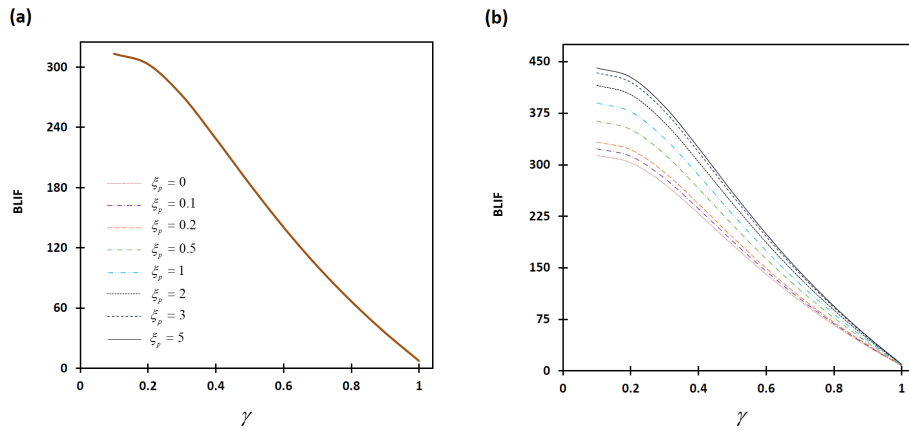 (a)
BLIF
300
240
180
120
60
0
ξp = 0
ξp = 0.1
ξp = 0.2
ξp = 0.5
ξp = 1
ξp = 2
ξp = 3
ξp = 5
0 0.2 0.4 0.6 0.8 1
γ
(b)
BLIF
450
375
300
225
150
75
0
0 0.2 0.4 0.6 0.8 1
γ